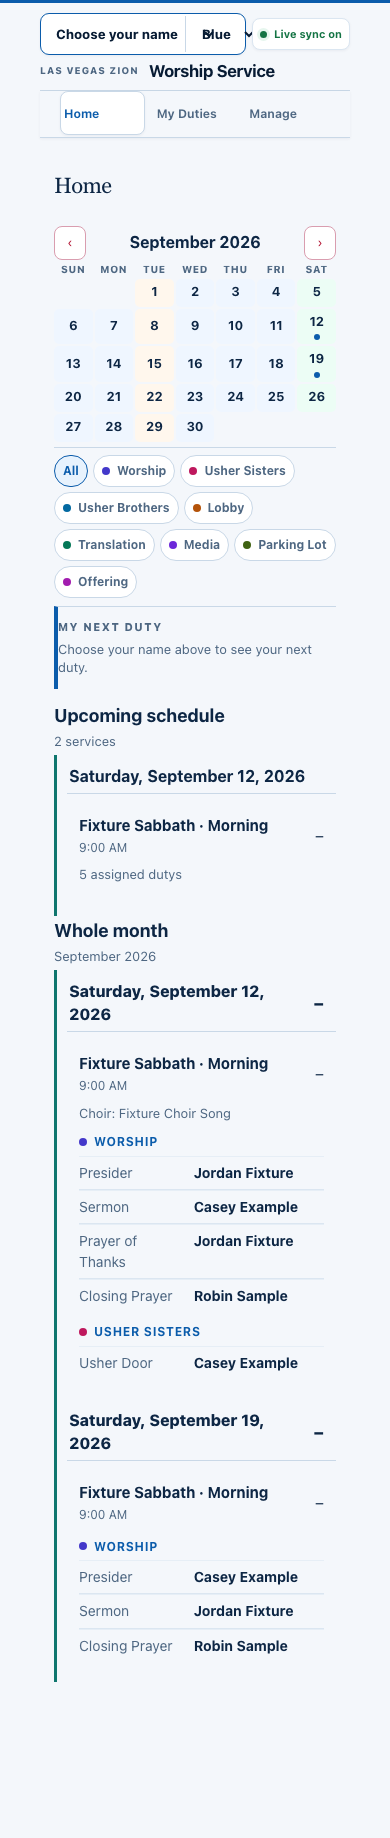 Choose your name Blue Live sync on
LAS VEGAS ZION Worship Service
Home My Duties Manage
Home
‹ September 2026 ›
SUN MON TUE WED THU FRI SAT
1 2 3 4 5
6 7 8 9 10 11 12
13 14 15 16 17 18 19
20 21 22 23 24 25 26
27 28 29 30
All Worship Usher Sisters
Usher Brothers Lobby
Translation Media Parking Lot
Offering
MY NEXT DUTY
Choose your name above to see your next
duty.
Upcoming schedule
2 services
Saturday, September 12, 2026
Fixture Sabbath · Morning –
9:00 AM
5 assigned dutys
Whole month
September 2026
Saturday, September 12,
2026 –
Fixture Sabbath · Morning –
9:00 AM
Choir: Fixture Choir Song
WORSHIP
Presider Jordan Fixture
Sermon Casey Example
Prayer of Jordan Fixture
Thanks
Closing Prayer Robin Sample
USHER SISTERS
Usher Door Casey Example
Saturday, September 19,
2026 –
Fixture Sabbath · Morning –
9:00 AM
WORSHIP
Presider Casey Example
Sermon Jordan Fixture
Closing Prayer Robin Sample